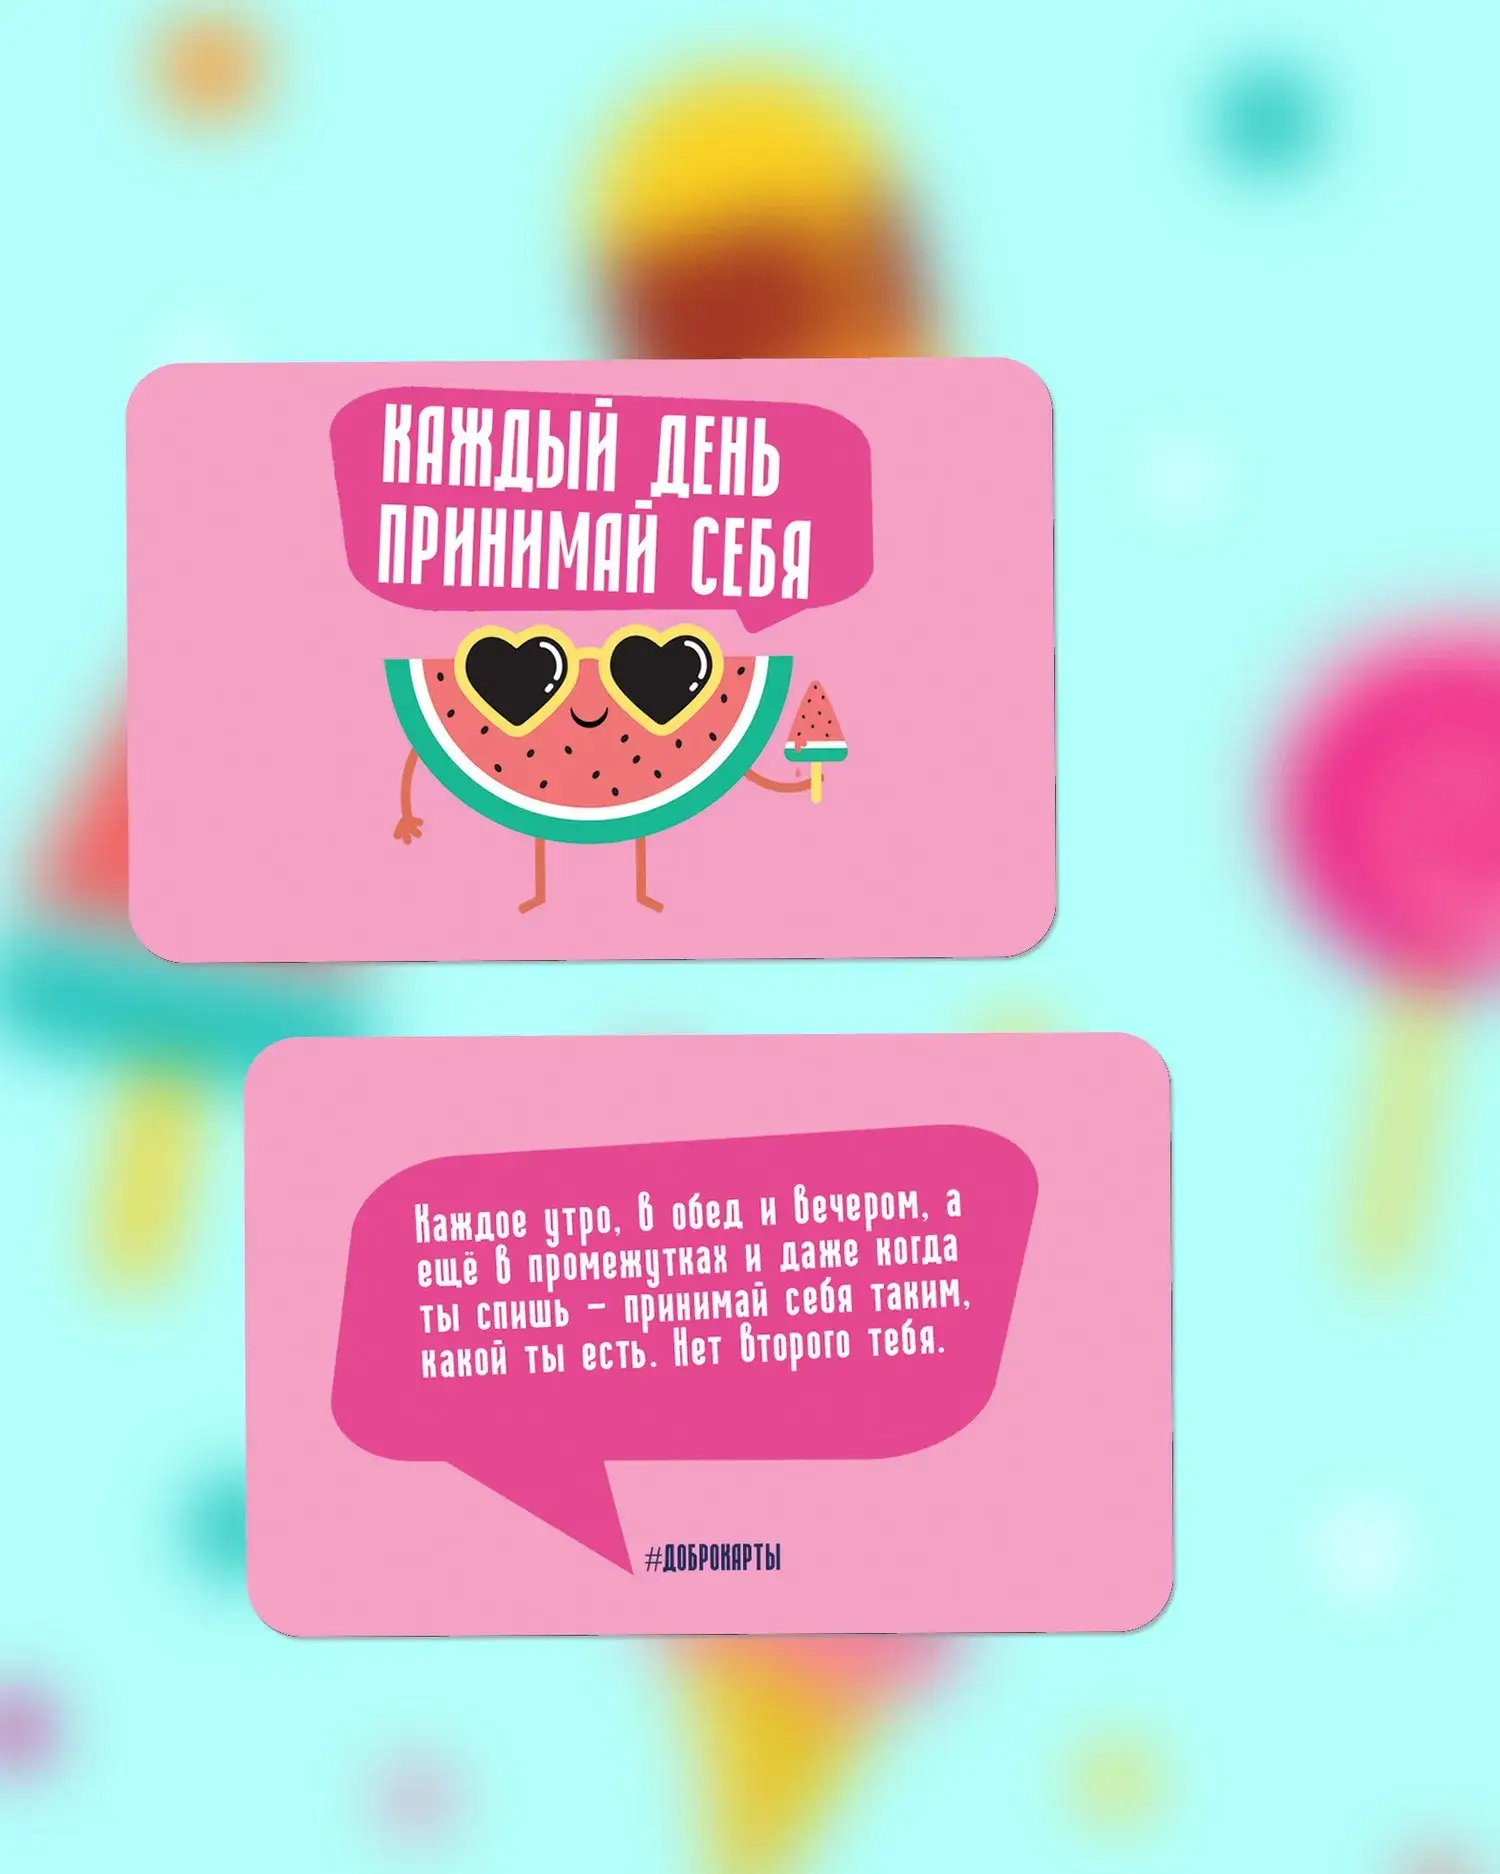 КАЖДЫЙ ДЕНЬ
ПРИНИМАЙ СЕБЯ
Каждое утро, в обед и вечером, а
ещё в промежутках и даже когда
ты спишь – принимай себя таким,
какой ты есть. Нет второго тебя.
#ДОБРОКАРТЫ